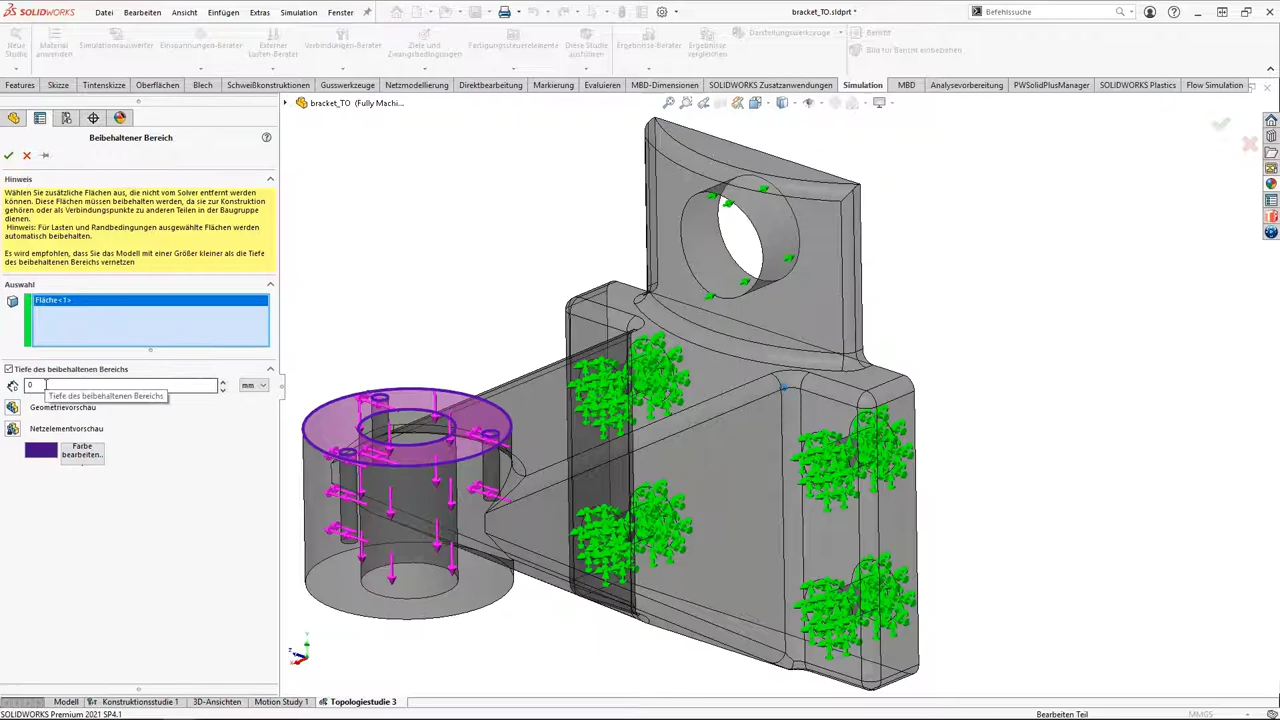 SOLIDWORKS
Datei Bearbeiten Ansicht Einfügen Extras Simulation Fenster
bracket_TO.sldprt *
Befehlssuche
Neue Studie
Material anwenden
Simulationsauswerter
Einspannungen-Berater
Externer Lasten-Berater
Verbindungen-Berater
Ziele und Zwangsbedingungen
Fertigungssteuerelemente
Diese Studie ausführen
Ergebnisse-Berater
Ergebnisse vergleichen
Darstellungswerkzeuge
Bericht
Bild für Bericht einbeziehen
Features Skizze Tintenskizze Oberflächen Blech Schweißkonstruktionen Gusswerkzeug Netzmodellierung Direktbearbeitung Markierung Evaluieren MBD-Dimensionen SOLIDWORKS Zusatzanwendungen Simulation MBD Analysevorbereitung PWSolidPlusManager SOLIDWORKS Plastics Flow Simulation
bracket_TO (Fully Machi...
Beibehaltener Bereich
Hinweis
Wählen Sie zusätzliche Flächen aus, die nicht vom Solver entfernt werden
können. Diese Flächen müssen beibehalten werden, da sie zur Konstruktion
gehören oder als Verbindungspunkte zu anderen Teilen in der Baugruppe
dienen.
Hinweis: Für Lasten und Randbedingungen ausgewählte Flächen werden
automatisch beibehalten.
Es wird empfohlen, dass Sie das Modell mit einer Größer kleiner als die Tiefe
des beibehaltenen Bereichs vernetzen
Auswahl
Fläche<1>
Tiefe des beibehaltenen Bereichs
0
mm
Tiefe des beibehaltenen Bereichs
Geometrievorschau
Netzelementvorschau
Farbe
bearbeiten..
Modell Konstruktionsstudie 1 3D-Ansichten Motion Study 1 Topologiestudie 3
SOLIDWORKS Premium 2021 SP4.1
Bearbeiten Teil
MMGS